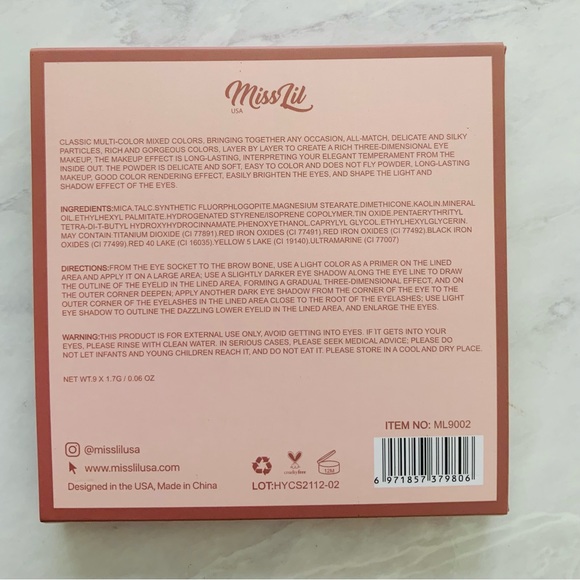 Miss Lil
USA
CLASSIC MULTI-COLOR MIXED COLORS, BRINGING TOGETHER ANY OCCASION, ALL-MATCH, DELICATE AND SILKY
PARTICLES, RICH AND GORGEOUS COLORS, LAYER BY LAYER TO CREATE A RICH THREE-DIMENSIONAL EYE
MAKEUP. THE MAKEUP EFFECT IS LONG-LASTING, INTERPRETING YOUR ELEGANT TEMPERAMENT FROM THE
INSIDE OUT. THE POWDER IS DELICATE AND SOFT, EASY TO COLOR AND DOES NOT FLY POWDER, LONG-LASTING
MAKEUP, GOOD COLOR RENDERING EFFECT, EASILY BRIGHTEN THE EYES, AND SHAPE THE LIGHT AND
SHADOW EFFECT OF THE EYES.
INGREDIENTS:MICA.TALC.SYNTHETIC FLUORPHLOGOPITE.MAGNESIUM STEARATE.DIMETHICONE.KAOLIN.MINERAL
OIL.ETHYLHEXYL PALMITATE.HYDROGENATED STYRENE/ISOPRENE COPOLYMER.TIN OXIDE.PENTAERYTHRITYL
TETRA-DI-T-BUTYL HYDROXYHYDROCINNAMATE.PHENOXYETHANOL.CAPRYLYL GLYCOL.ETHYLHEXYLGLYCERIN.
MAY CONTAIN TITANIUM DIOXIDE (CI 77891).RED IRON OXIDES (CI 77491).RED IRON OXIDES (CI 77492).BLACK IRON
OXIDES (CI 77499).RED 40 LAKE (CI 16035).YELLOW 5 LAKE (CI 19140).ULTRAMARINE (CI 77007)
DIRECTIONS:FROM THE EYE SOCKET TO THE BROW BONE, USE A LIGHT COLOR AS A PRIMER ON THE LINED
AREA AND APPLY IT ON A LARGE AREA; USE A SLIGHTLY DARKER EYE SHADOW ALONG THE EYE LINE TO DRAW
THE OUTLINE OF THE EYELID IN THE LINED AREA, FORMING A GRADUAL THREE-DIMENSIONAL EFFECT, AND ON
THE OUTER CORNER DEEPEN; APPLY ANOTHER DARK EYE SHADOW FROM THE CORNER OF THE EYE TO THE
OUTER CORNER OF THE EYELASHES IN THE LINED AREA CLOSE TO THE ROOT OF THE EYELASHES; USE LIGHT
EYE SHADOW TO OUTLINE THE DAZZLING LOWER EYELID IN THE LINED AREA, AND ENLARGE THE EYES.
WARNING:THIS PRODUCT IS FOR EXTERNAL USE ONLY, AVOID GETTING INTO EYES. IF IT GETS INTO YOUR
EYES, PLEASE RINSE WITH CLEAN WATER. IN SERIOUS CASES, PLEASE SEEK MEDICAL ADVICE; PLEASE DO
NOT LET INFANTS AND YOUNG CHILDREN REACH IT, AND DO NOT EAT IT. PLEASE STORE IN A COOL AND DRY PLACE.
NET WT.9 X 1.7G / 0.06 OZ
ITEM NO: ML9002
@misslilusa
www.misslilusa.com
cruelty free
12M
Designed in the USA, Made in China
LOT:HYCS2112-02
6 971857 379806